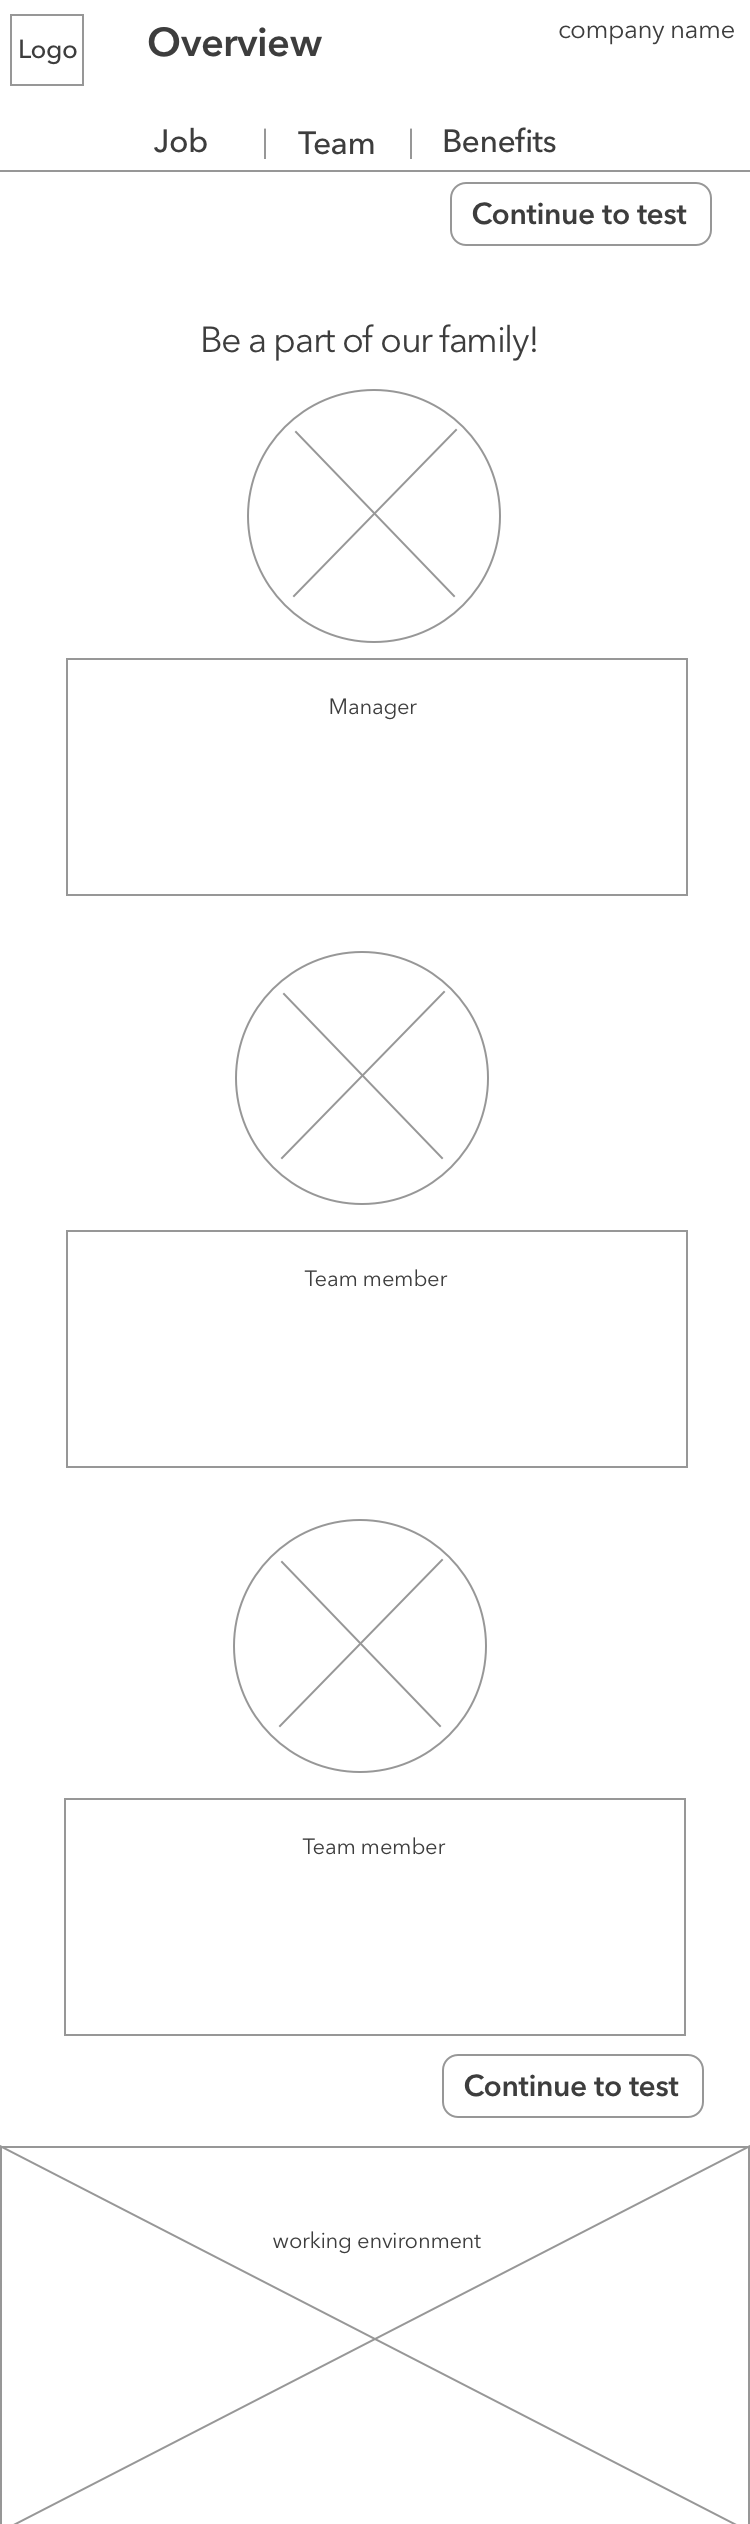 Logo
Overview
company name
Job
Team
Benefits
Continue to test
Be a part of our family!
Manager
Team member
Team member
Continue to test
working environment